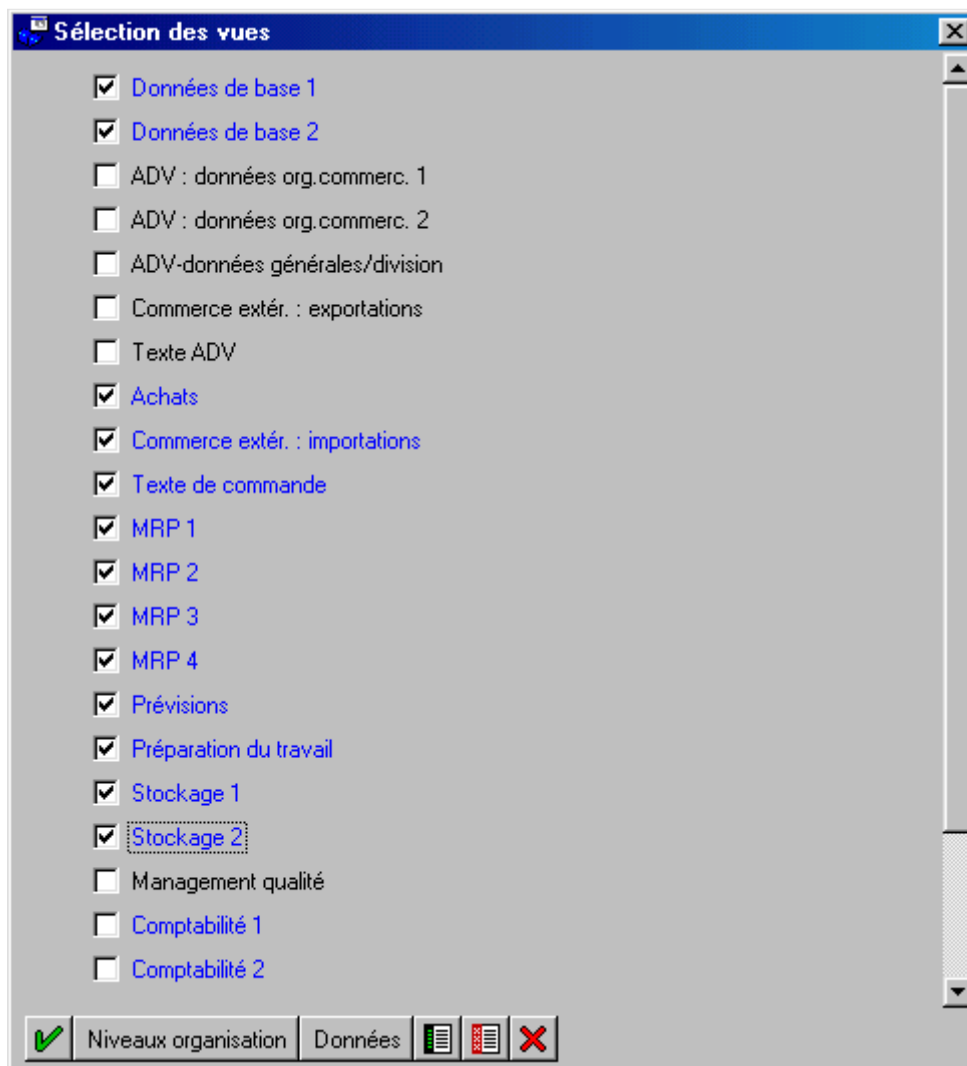 Sélection des vues
Données de base 1
Données de base 2
ADV : données org.commerc. 1
ADV : données org.commerc. 2
ADV-données générales/division
Commerce extér. : exportations
Texte ADV
Achats
Commerce extér. : importations
Texte de commande
MRP 1
MRP 2
MRP 3
MRP 4
Prévisions
Préparation du travail
Stockage 1
Stockage 2
Management qualité
Comptabilité 1
Comptabilité 2
Niveaux organisation Données